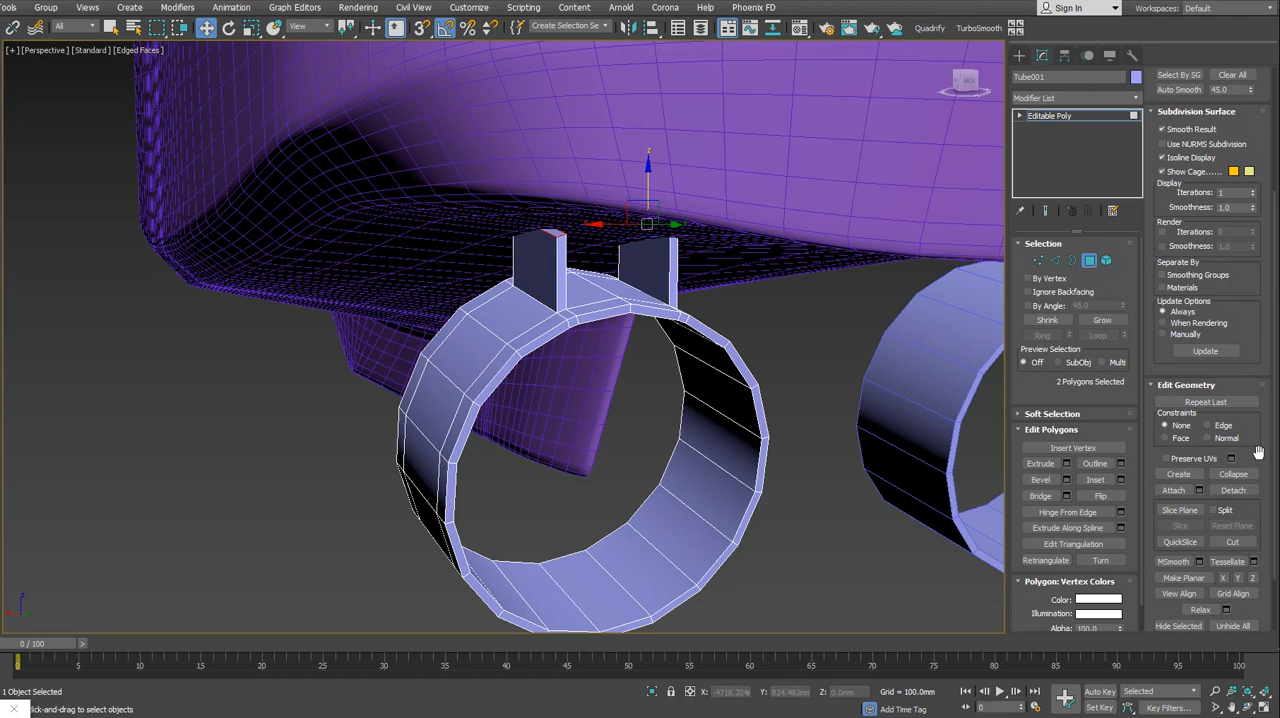 Tools Group Views Create Modifiers Animation Graph Editors Rendering Civil View Customize Scripting Content Arnold Corona Help Phoenix FD Sign In Workspaces: Default
All View Create Selection Se Quadrify TurboSmooth
[+] [Perspective] [Standard] [Edged Faces]
Tube001
Modifier List
Editable Poly
Selection
By Vertex
Ignore Backfacing
By Angle: 45.0
Shrink Grow
Ring Loop
Preview Selection
Off SubObj Multi
2 Polygons Selected
Soft Selection
Edit Polygons
Insert Vertex
Extrude Outline
Bevel Inset
Bridge Flip
Hinge From Edge
Extrude Along Spline
Edit Triangulation
Retriangulate Turn
Polygon: Vertex Colors
Color:
Illumination:
Alpha: 100.0
Select By SG Clear All
Auto Smooth 45.0
Subdivision Surface
Smooth Result
Use NURMS Subdivision
Isoline Display
Show Cage......
Display
Iterations: 1
Smoothness: 1.0
Render
Iterations: 0
Smoothness: 1.0
Separate By
Smoothing Groups
Materials
Update Options
Always
When Rendering
Manually
Update
Edit Geometry
Repeat Last
Constraints
None Edge
Face Normal
Preserve UVs
Create Collapse
Attach Detach
Slice Plane Split
Slice Reset Plane
QuickSlice Cut
MSmooth Tessellate
Make Planar X Y Z
View Align Grid Align
Relax
Hide Selected Unhide All
0 / 100 >
0 5 10 15 20 25 30 35 40 45 50 55 60 65 70 75 80 85 90 95 100
1 Object Selected X: Y: 824.482mm Z: 0.0mm Grid = 100.0mm Auto Key Selected
lick-and-drag to select objects Add Time Tag 0 Set Key Key Filters...